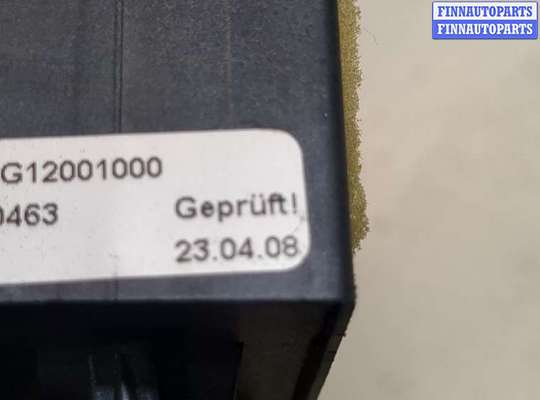 FINNAUTOPARTS
FINNAUTOPARTS
G12001000
0463
Geprüft!
23.04.08